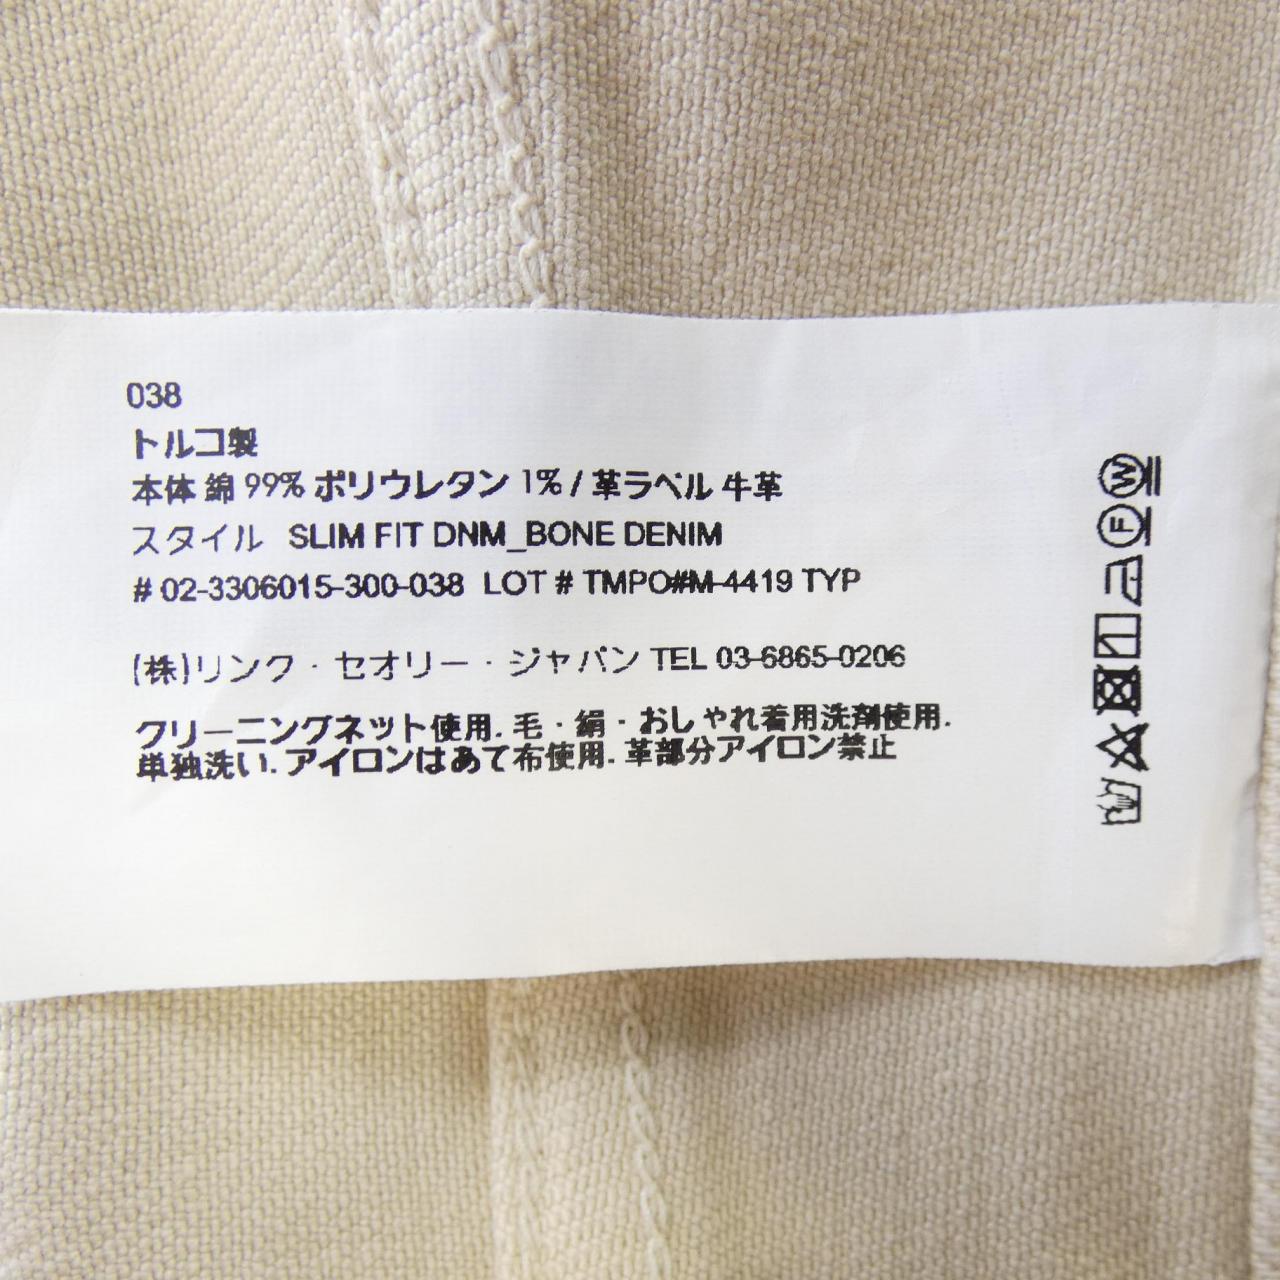 038
トルコ製
本体 綿 99% ポリウレタン 1% / 革ラベル 牛革
スタイル SLIM FIT DNM_BONE DENIM
# 02-3306015-300-038 LOT # TMPO#M-4419 TYP
(株)リンク・セオリー・ジャパン TEL 03-6865-0206
クリーニングネット使用. 毛・絹・おしゃれ着用洗剤使用.
単独洗い. アイロンはあて布使用. 革部分アイロン禁止
W
F